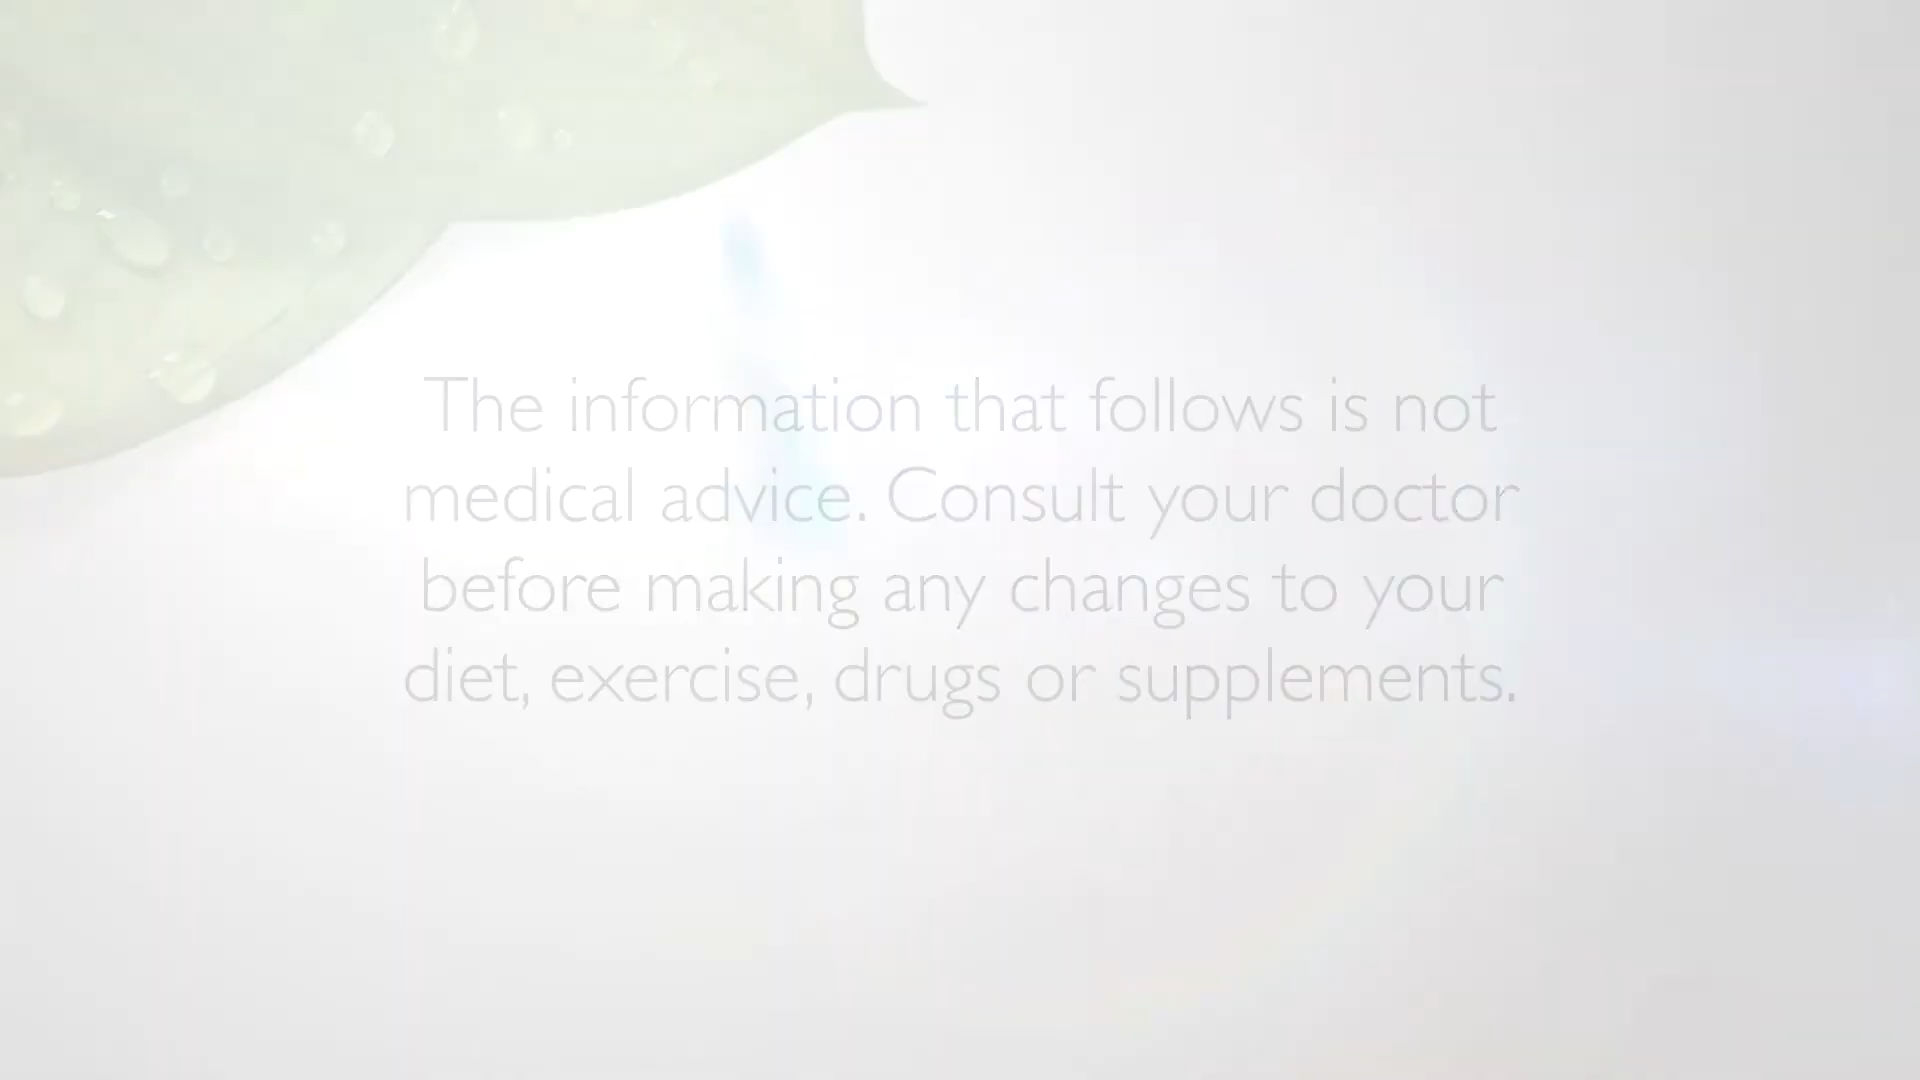 The information that follows is not
medical advice. Consult your doctor
before making any changes to your
diet, exercise, drugs or supplements.